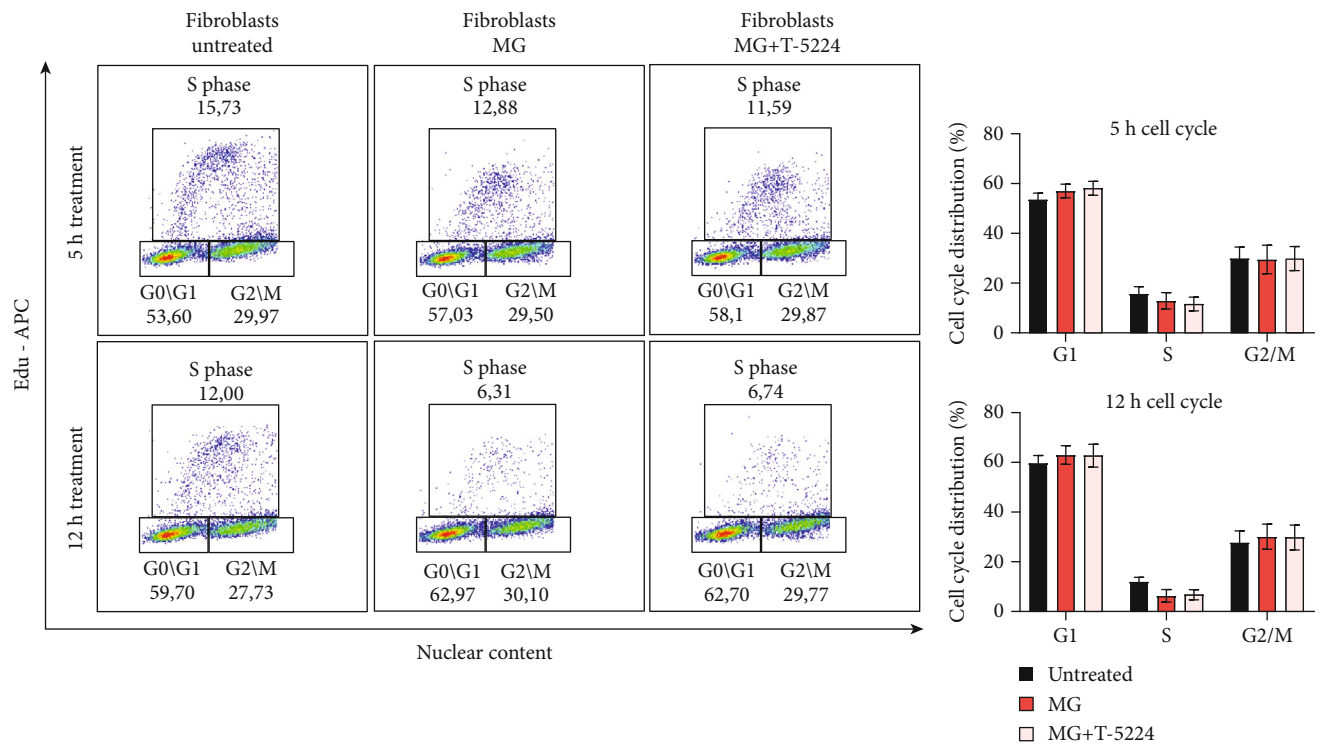 Fibroblasts
untreated
Fibroblasts
MG
Fibroblasts
MG+T-5224
Edu - APC
5 h treatment
S phase
15,73
G0\G1 G2\M
53,60 29,97
S phase
12,88
G0\G1 G2\M
57,03 29,50
S phase
11,59
G0\G1 G2\M
58,1 29,87
12 h treatment
S phase
12,00
G0\G1 G2\M
59,70 27,73
S phase
6,31
G0\G1 G2\M
62,97 30,10
S phase
6,74
G0\G1 G2\M
62,70 29,77
Nuclear content
5 h cell cycle
Cell cycle distribution (%)
80
60
40
20
0
G1 S G2/M
12 h cell cycle
Cell cycle distribution (%)
80
60
40
20
0
G1 S G2/M
Untreated
MG
MG+T-5224